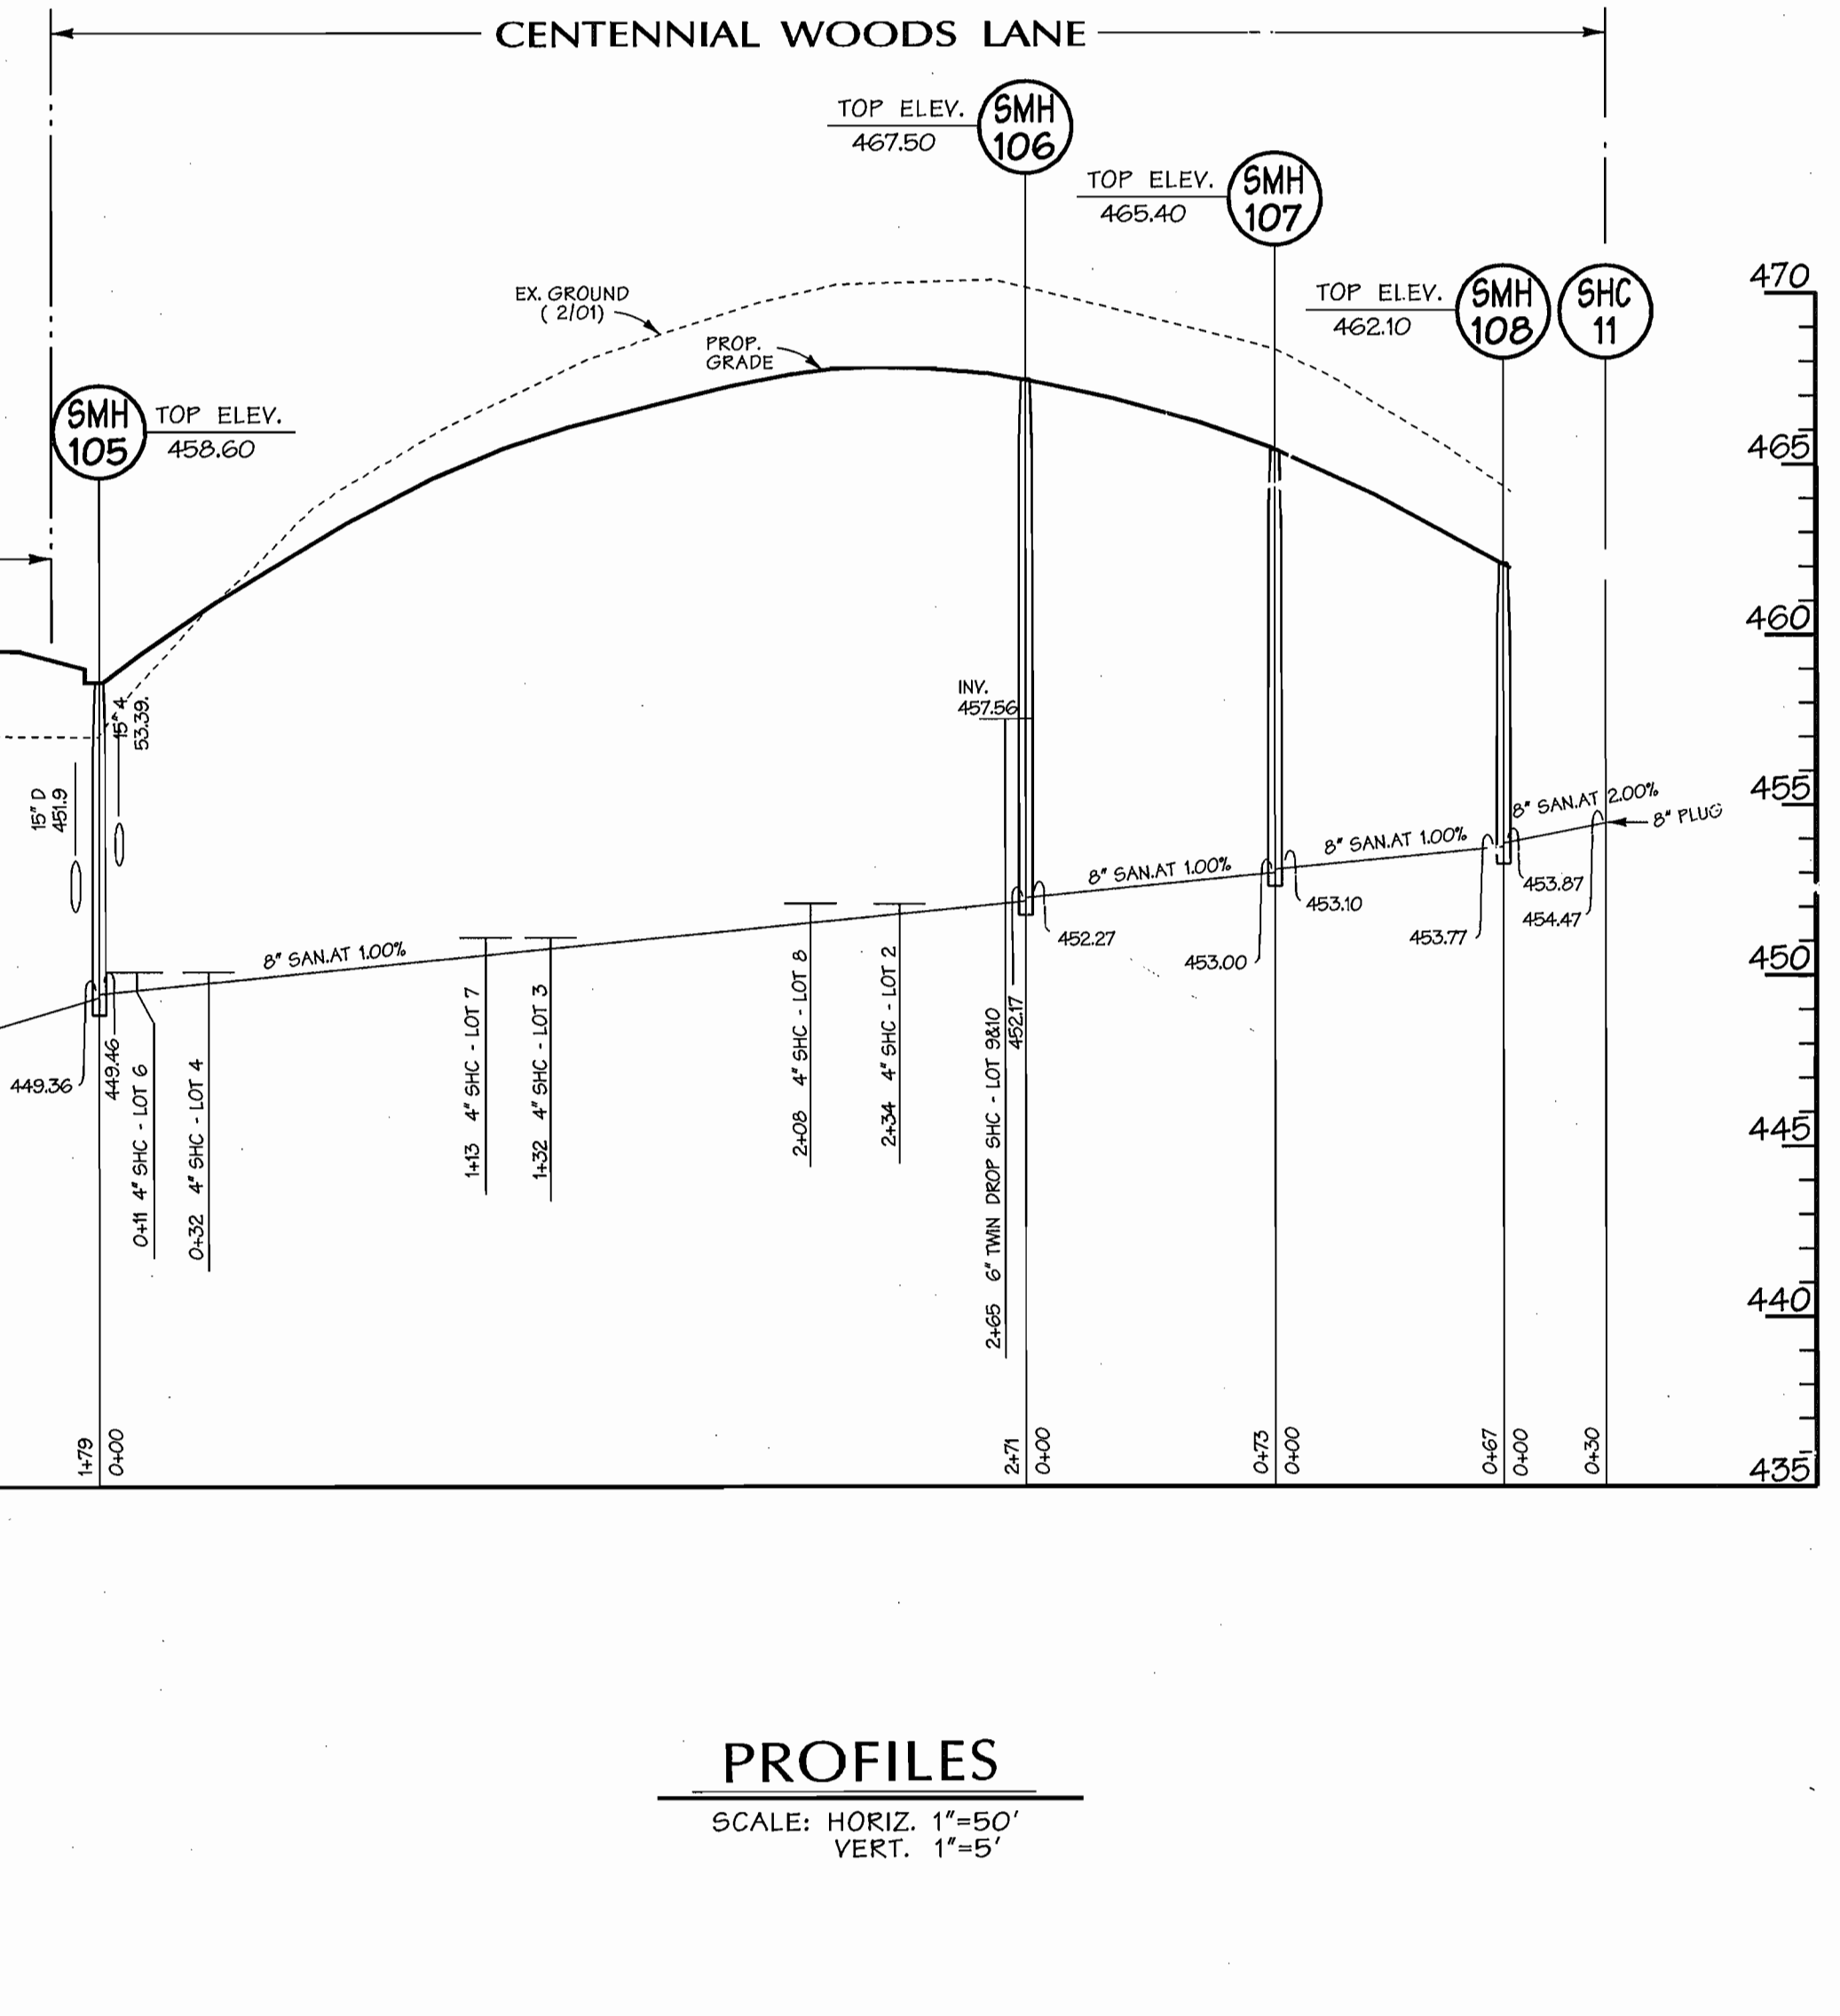 CENTENNIAL WOODS LANE
TOP ELEV.
467.50
SMH
106
TOP ELEV.
465.40
SMH
107
TOP ELEV.
462.10
SMH
108
SHC
11
EX. GROUND
( 2/01)
PROP.
GRADE
SMH
105
TOP ELEV.
458.60
470
465
460
455
450
445
440
435
15" 4
53.39.
15" D
451.9
INV.
457.56
8" SAN.AT 1.00%
8" SAN.AT 1.00%
8" SAN.AT 1.00%
8" SAN.AT 2.00%
8" PLUG
449.36
449.46
452.17
452.27
453.00
453.10
453.77
453.87
454.47
0+11 4" SHC - LOT 6
0+32 4" SHC - LOT 4
1+13 4" SHC - LOT 7
1+32 4" SHC - LOT 3
2+08 4" SHC - LOT 8
2+34 4" SHC - LOT 2
2+65 6" TWIN DROP SHC - LOT 9&10
1+79
0+00
2+71
0+00
0+73
0+00
0+67
0+00
0+30
PROFILES
SCALE: HORIZ. 1"=50'
VERT. 1"=5'